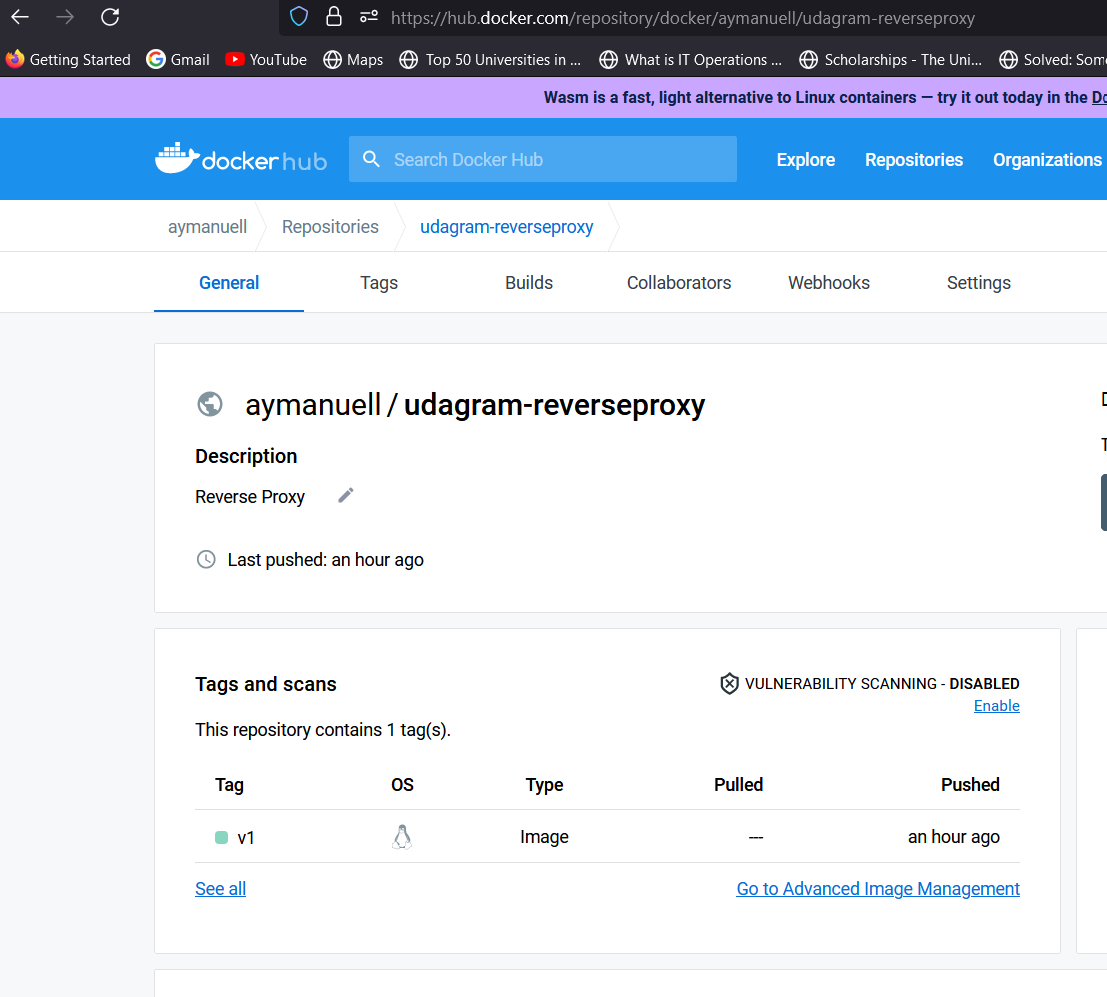 https://hub.docker.com/repository/docker/aymanuell/udagram-reverseproxy
Getting Started Gmail YouTube Maps Top 50 Universities in ... What is IT Operations ... Scholarships - The Uni... Solved: Som
Wasm is a fast, light alternative to Linux containers — try it out today in the Do
docker hub Search Docker Hub Explore Repositories Organizations
aymanuell Repositories udagram-reverseproxy
General Tags Builds Collaborators Webhooks Settings
aymanuell / udagram-reverseproxy
Description
Reverse Proxy
Last pushed: an hour ago
Tags and scans
VULNERABILITY SCANNING - DISABLED
Enable
This repository contains 1 tag(s).
Tag OS Type Pulled Pushed
v1 Image --- an hour ago
See all Go to Advanced Image Management